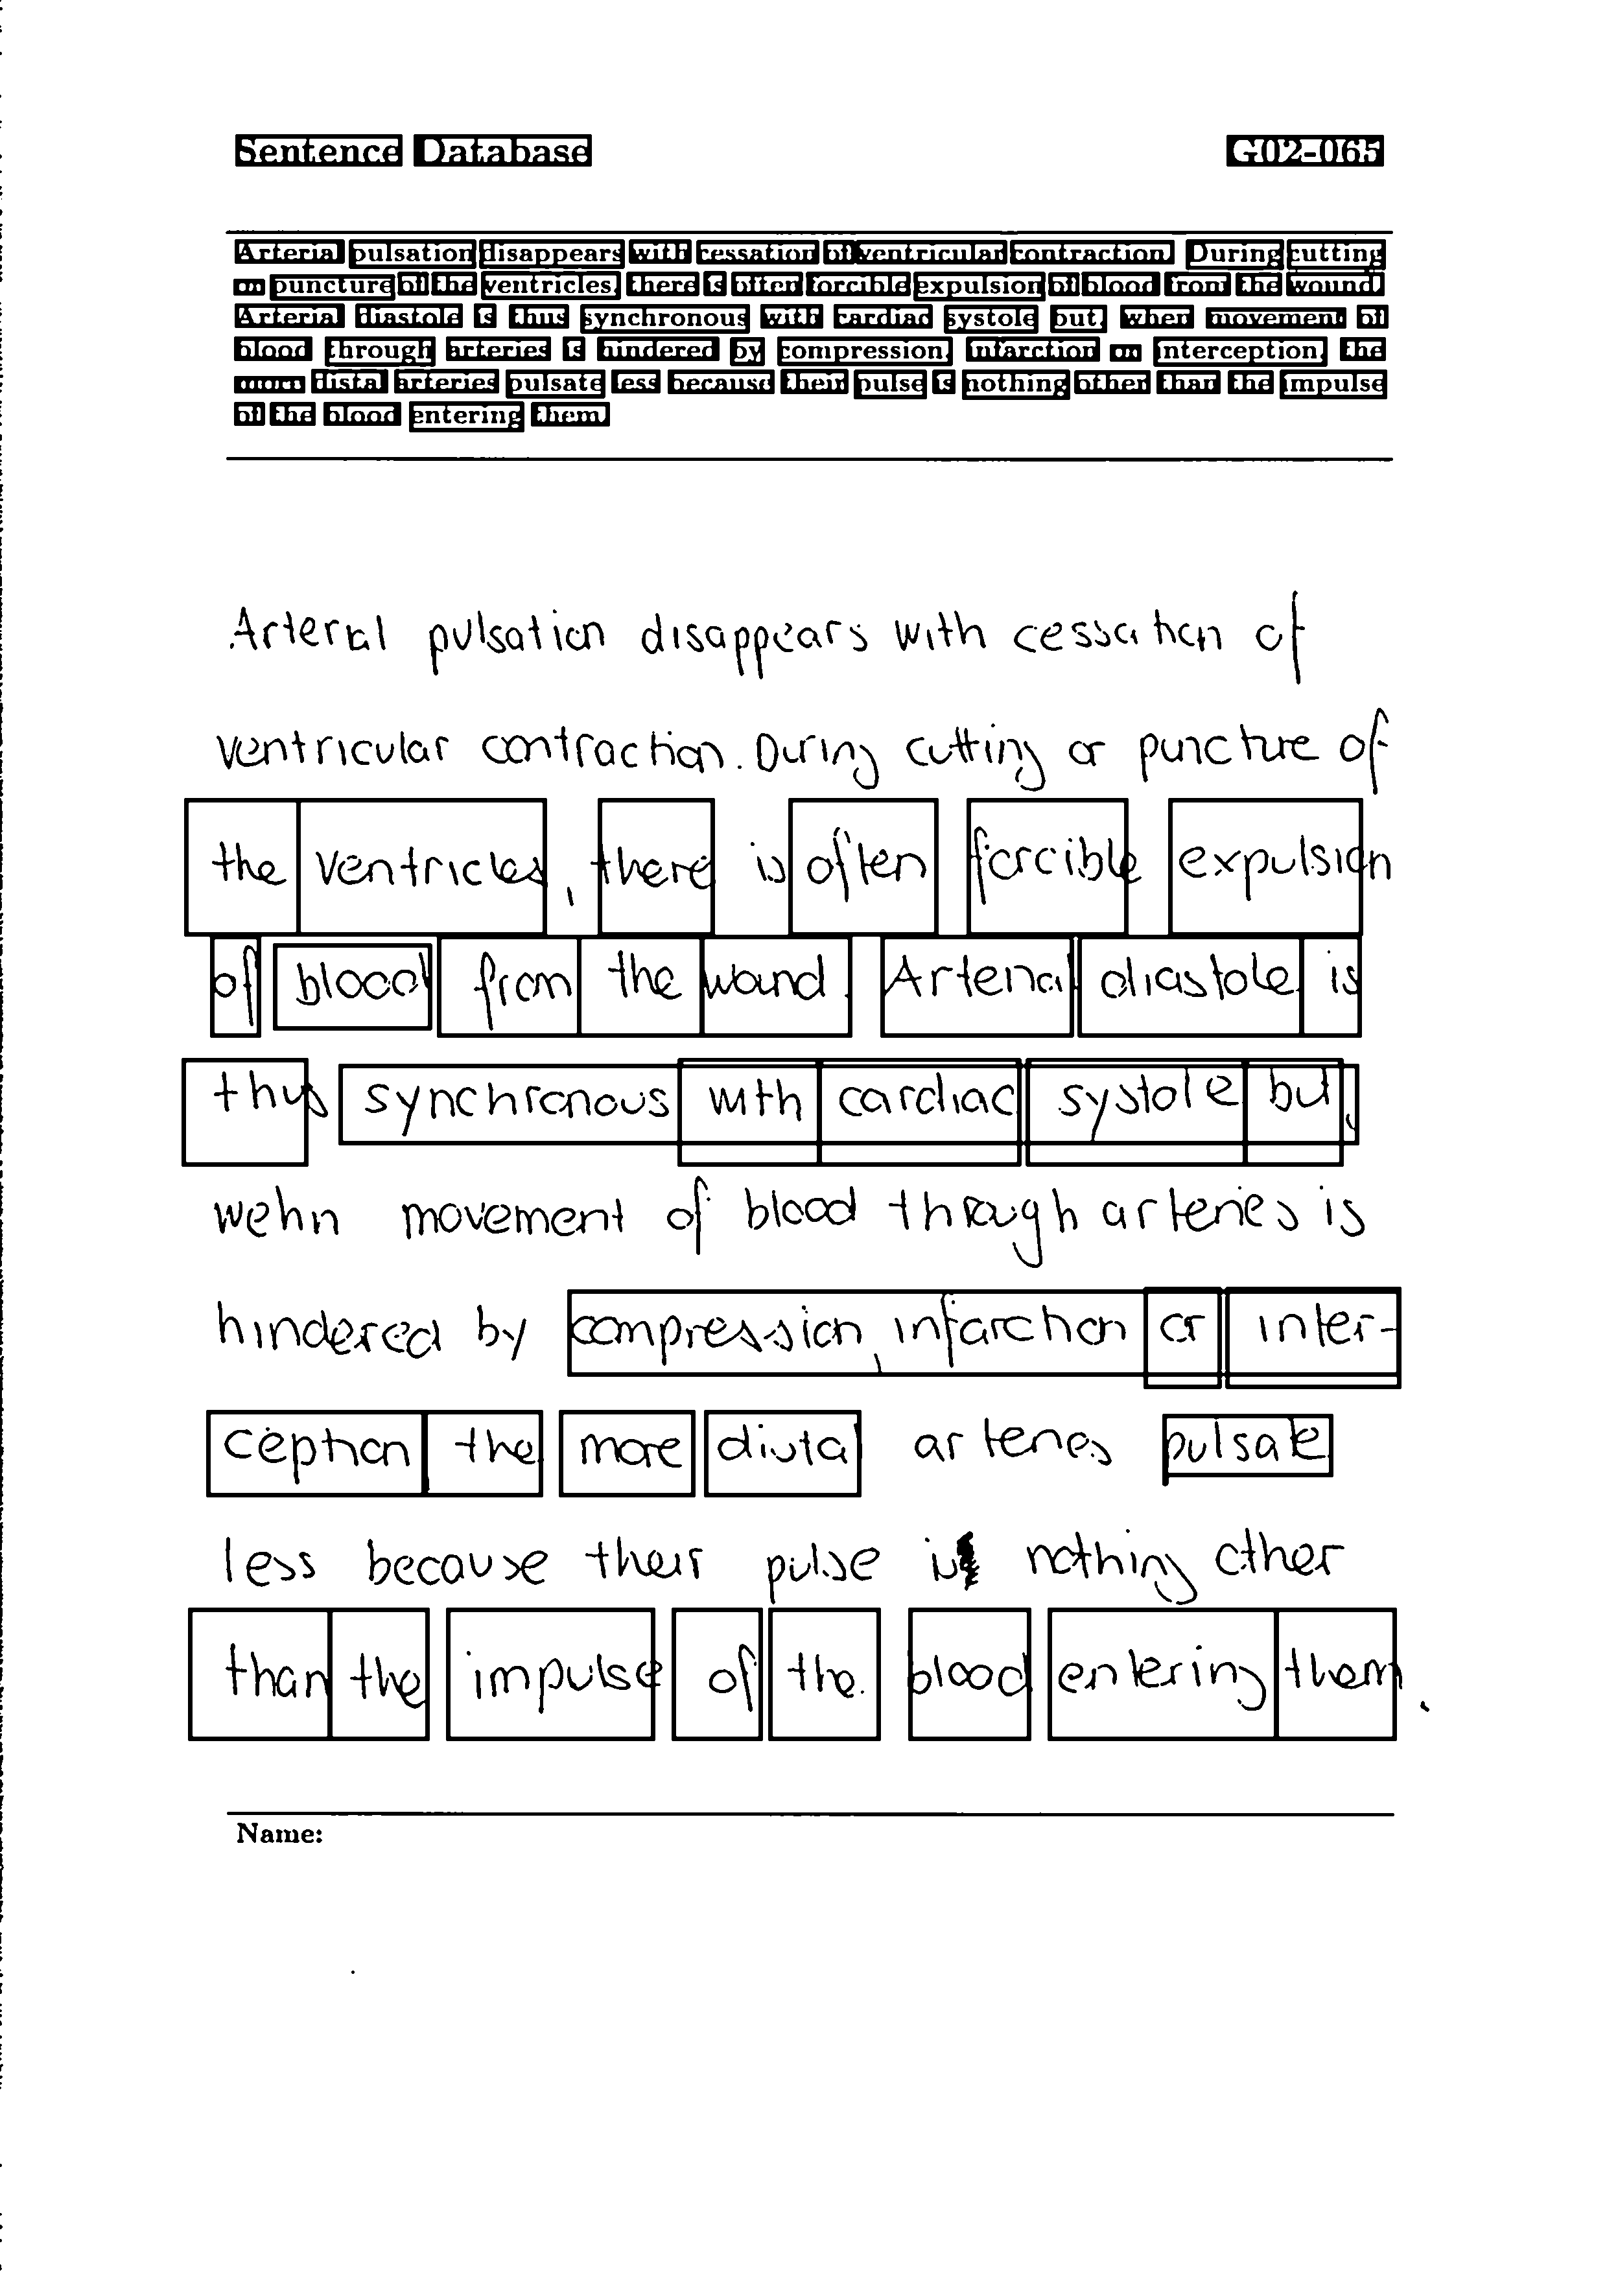 Sentence Database G02-065
Arterial pulsation disappears with cessation of ventricular contraction. During cutting
or puncture of the ventricles, there is often forcible expulsion of blood from the wound.
Arterial diastole is thus synchronous with cardiac systole but, when movement of
blood through arteries is hindered by compression, infarction or interception, the
more distal arteries pulsate less because their pulse is nothing other than the impulse
of the blood entering them.
Arterial pulsation disappears with cessation of
ventricular contraction. During cutting or puncture of
the ventricles, there is often forcible expulsion
of blood from the wound. Arterial diastole is
thus synchronous with cardiac systole but,
wehn movement of blood through arteries is
hindered by compression, infarction or inter-
ception the more distal arteries pulsate
less because their pulse is nothing other
than the impulse of the blood entering them.
Name: